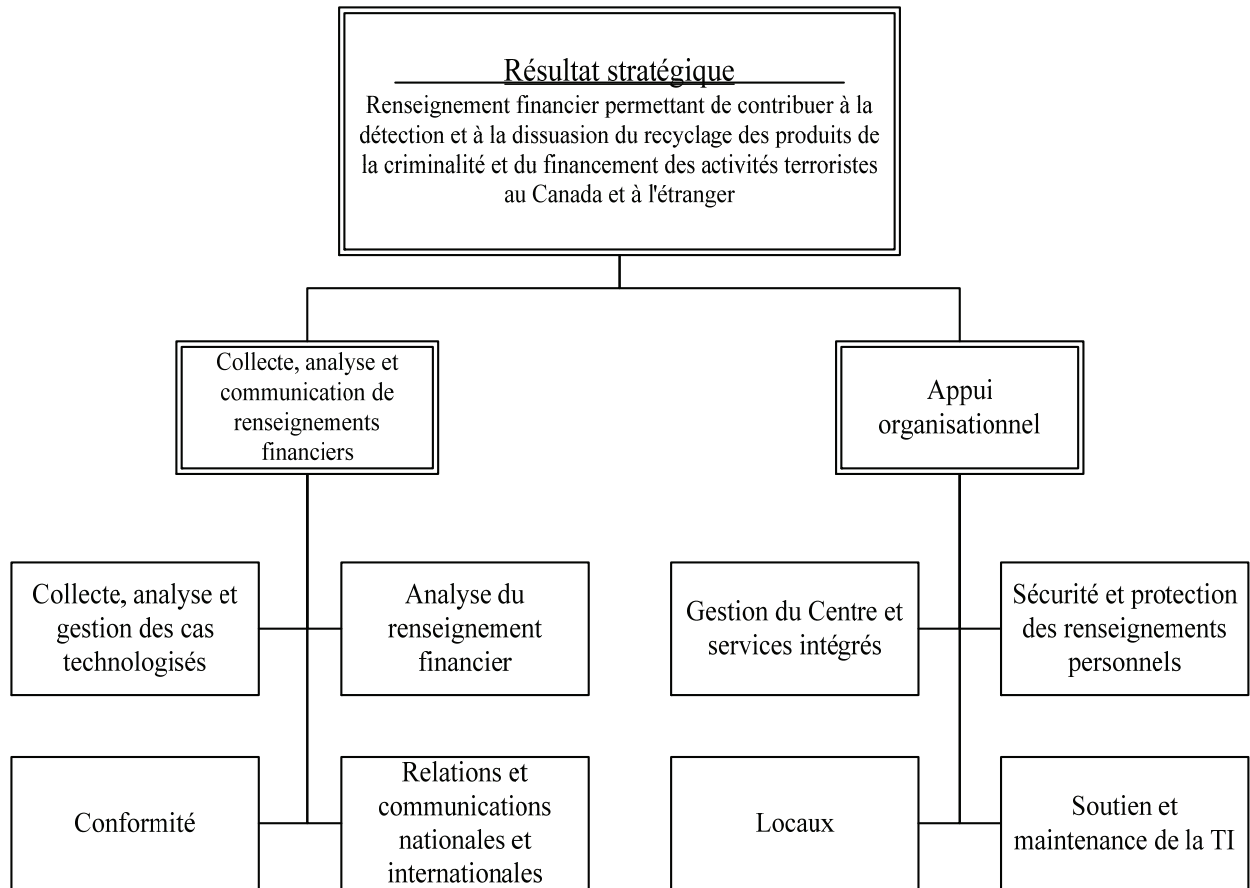 Résultat stratégique
Renseignement financier permettant de contribuer à la
détection et à la dissuasion du recyclage des produits de
la criminalité et du financement des activités terroristes
au Canada et à l'étranger
Collecte, analyse et
communication de
renseignements
financiers
Appui
organisationnel
Collecte, analyse et
gestion des cas
technologisés
Analyse du
renseignement
financier
Gestion du Centre et
services intégrés
Sécurité et protection
des renseignements
personnels
Conformité
Relations et
communications
nationales et
internationales
Locaux
Soutien et
maintenance de la TI